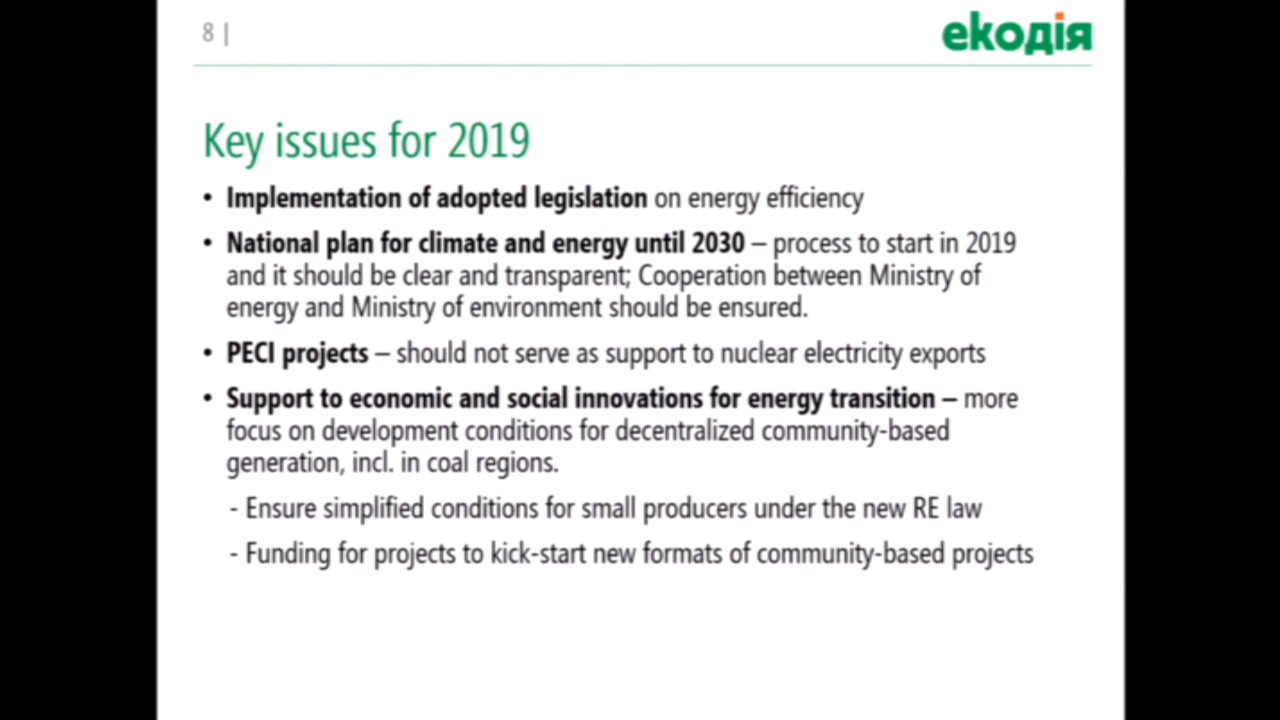 8 |
екодія
Key issues for 2019
• Implementation of adopted legislation on energy efficiency
• National plan for climate and energy until 2030 – process to start in 2019
and it should be clear and transparent; Cooperation between Ministry of
energy and Ministry of environment should be ensured.
• PECI projects – should not serve as support to nuclear electricity exports
• Support to economic and social innovations for energy transition – more
focus on development conditions for decentralized community-based
generation, incl. in coal regions.
- Ensure simplified conditions for small producers under the new RE law
- Funding for projects to kick-start new formats of community-based projects